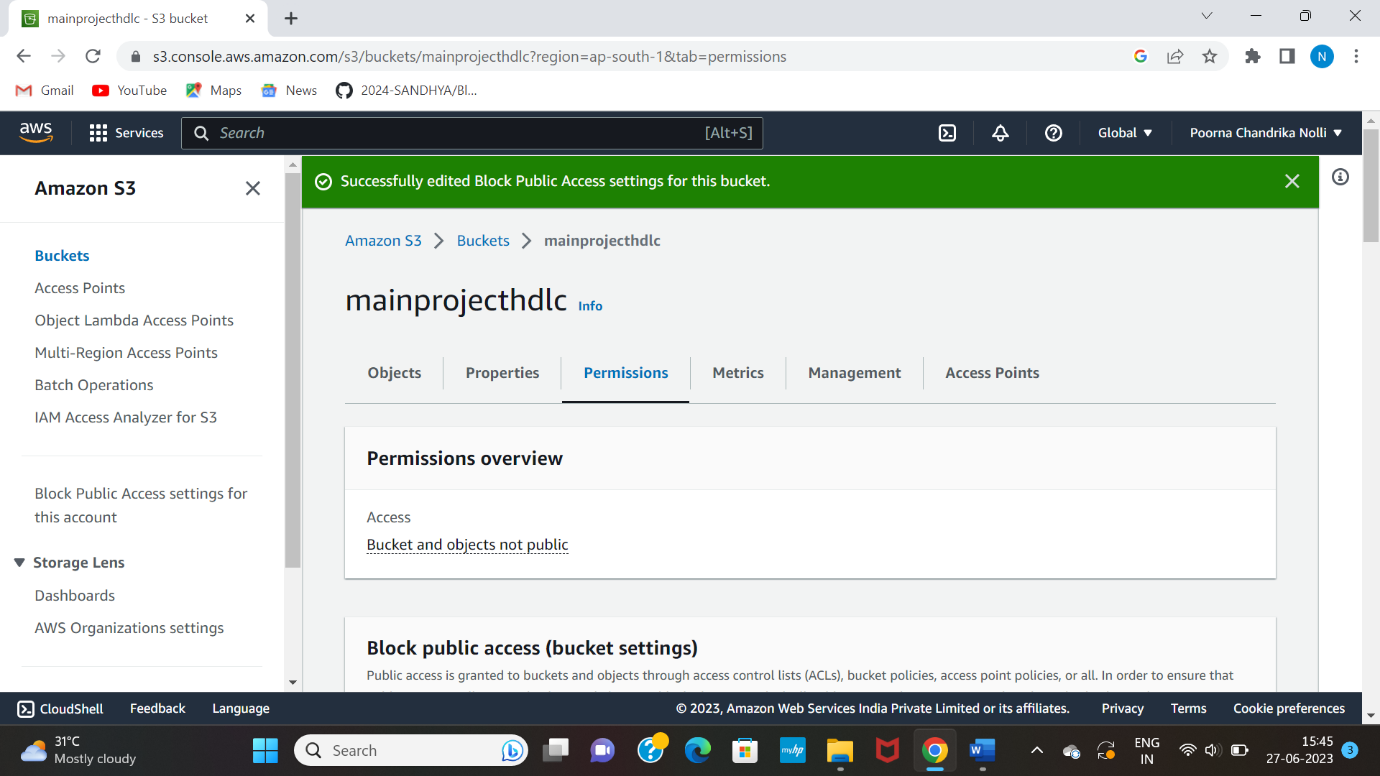 mainprojecthdlc - S3 bucket
s3.console.aws.amazon.com/s3/buckets/mainprojecthdlc?region=ap-south-1&tab=permissions
G
N
Gmail
YouTube
Maps
News
2024-SANDHYA/BI...
aws
Services
Search
[Alt+S]
Global
Poorna Chandrika Nolli
Amazon S3
Buckets
Access Points
Object Lambda Access Points
Multi-Region Access Points
Batch Operations
IAM Access Analyzer for S3
Block Public Access settings for
this account
Storage Lens
Dashboards
AWS Organizations settings
Successfully edited Block Public Access settings for this bucket.
Amazon S3 > Buckets > mainprojecthdlc
mainprojecthdlc Info
Objects
Properties
Permissions
Metrics
Management
Access Points
Permissions overview
Access
Bucket and objects not public
Block public access (bucket settings)
Public access is granted to buckets and objects through access control lists (ACLs), bucket policies, access point policies, or all. In order to ensure that
CloudShell
Feedback
Language
© 2023, Amazon Web Services India Private Limited or its affiliates.
Privacy
Terms
Cookie preferences
31°C
Mostly cloudy
Search
myhp
W
ENG
IN
15:45
27-06-2023
3